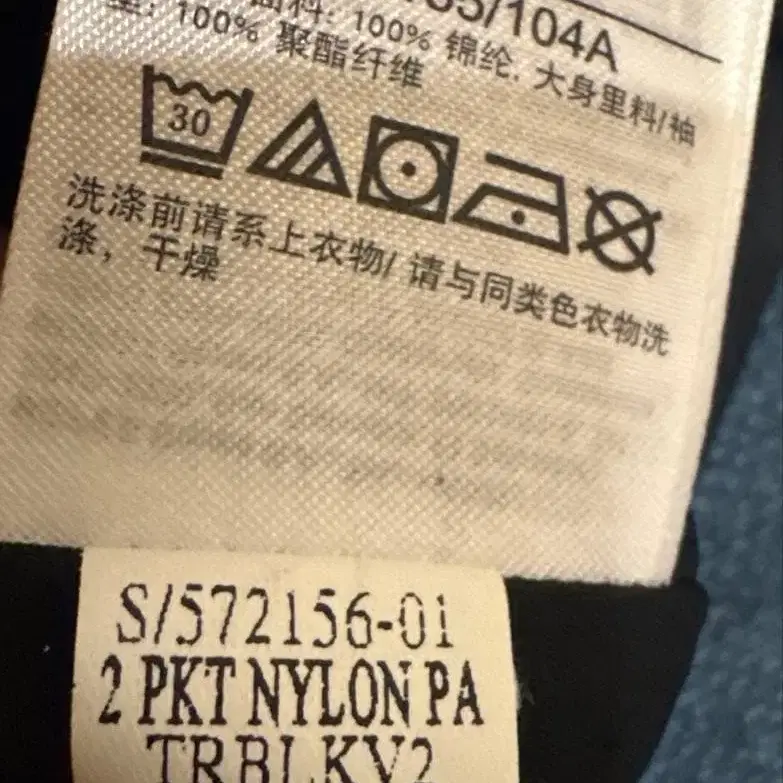 /104A
面料: 100% 锦纶. 大身里料/袖
里: 100% 聚酯纤维
30
洗涤前请系上衣物/ 请与同类色衣物洗
涤, 干燥
S/572156-01
2 PKT NYLON PA
TRBLKV2